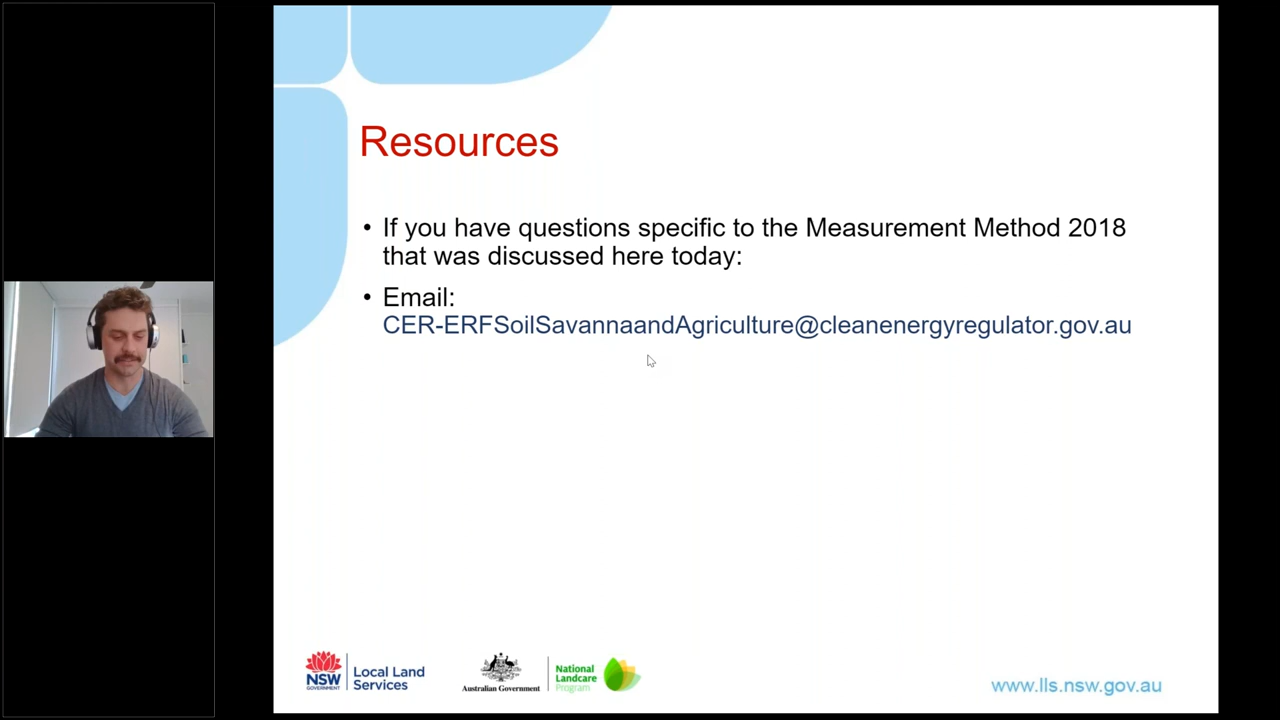 Resources
• If you have questions specific to the Measurement Method 2018
that was discussed here today:
• Email:
CER-ERFSoilSavannaandAgriculture@cleanenergyregulator.gov.au
NSW
GOVERNMENT
Local Land
Services
Australian Government
National
Landcare
Program
www.lls.nsw.gov.au